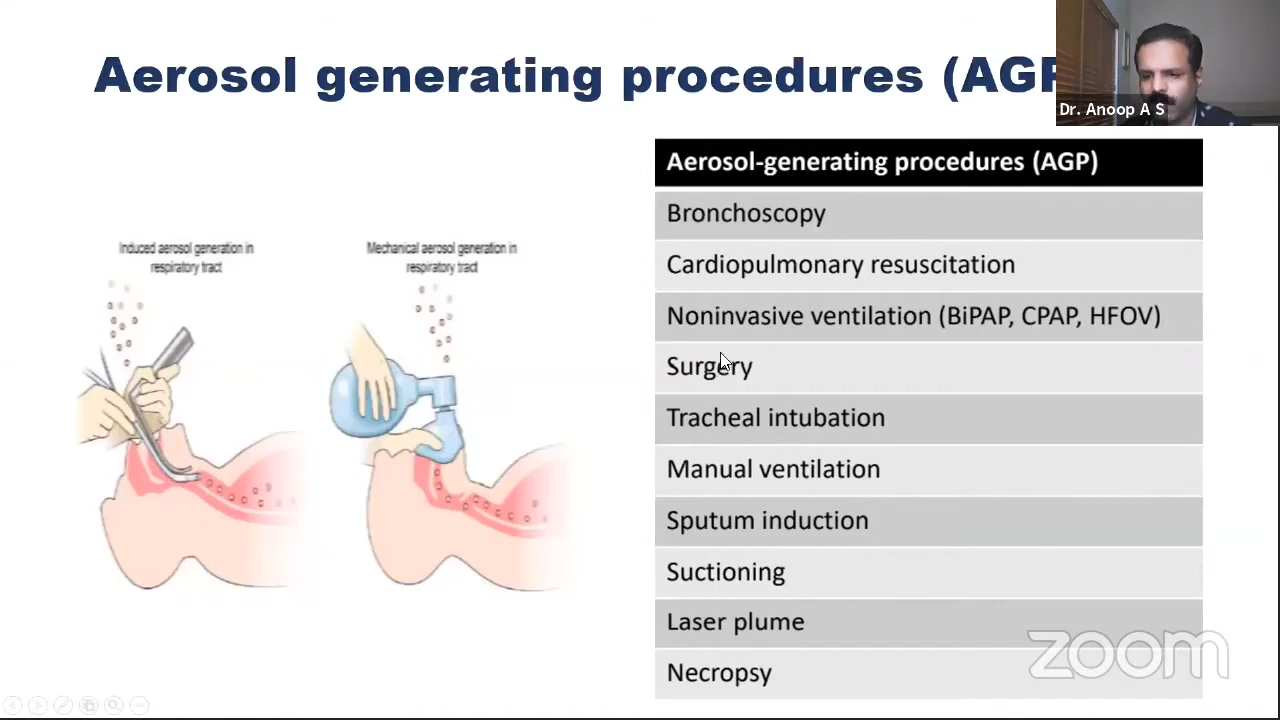 Aerosol generating procedures (AGP
Dr. Anoop A S
Induced aerosol generation in
respiratory tract
Mechanical aerosol generation in
respiratory tract
Aerosol-generating procedures (AGP)
Bronchoscopy
Cardiopulmonary resuscitation
Noninvasive ventilation (BiPAP, CPAP, HFOV)
Surgery
Tracheal intubation
Manual ventilation
Sputum induction
Suctioning
Laser plume
Necropsy
zoom